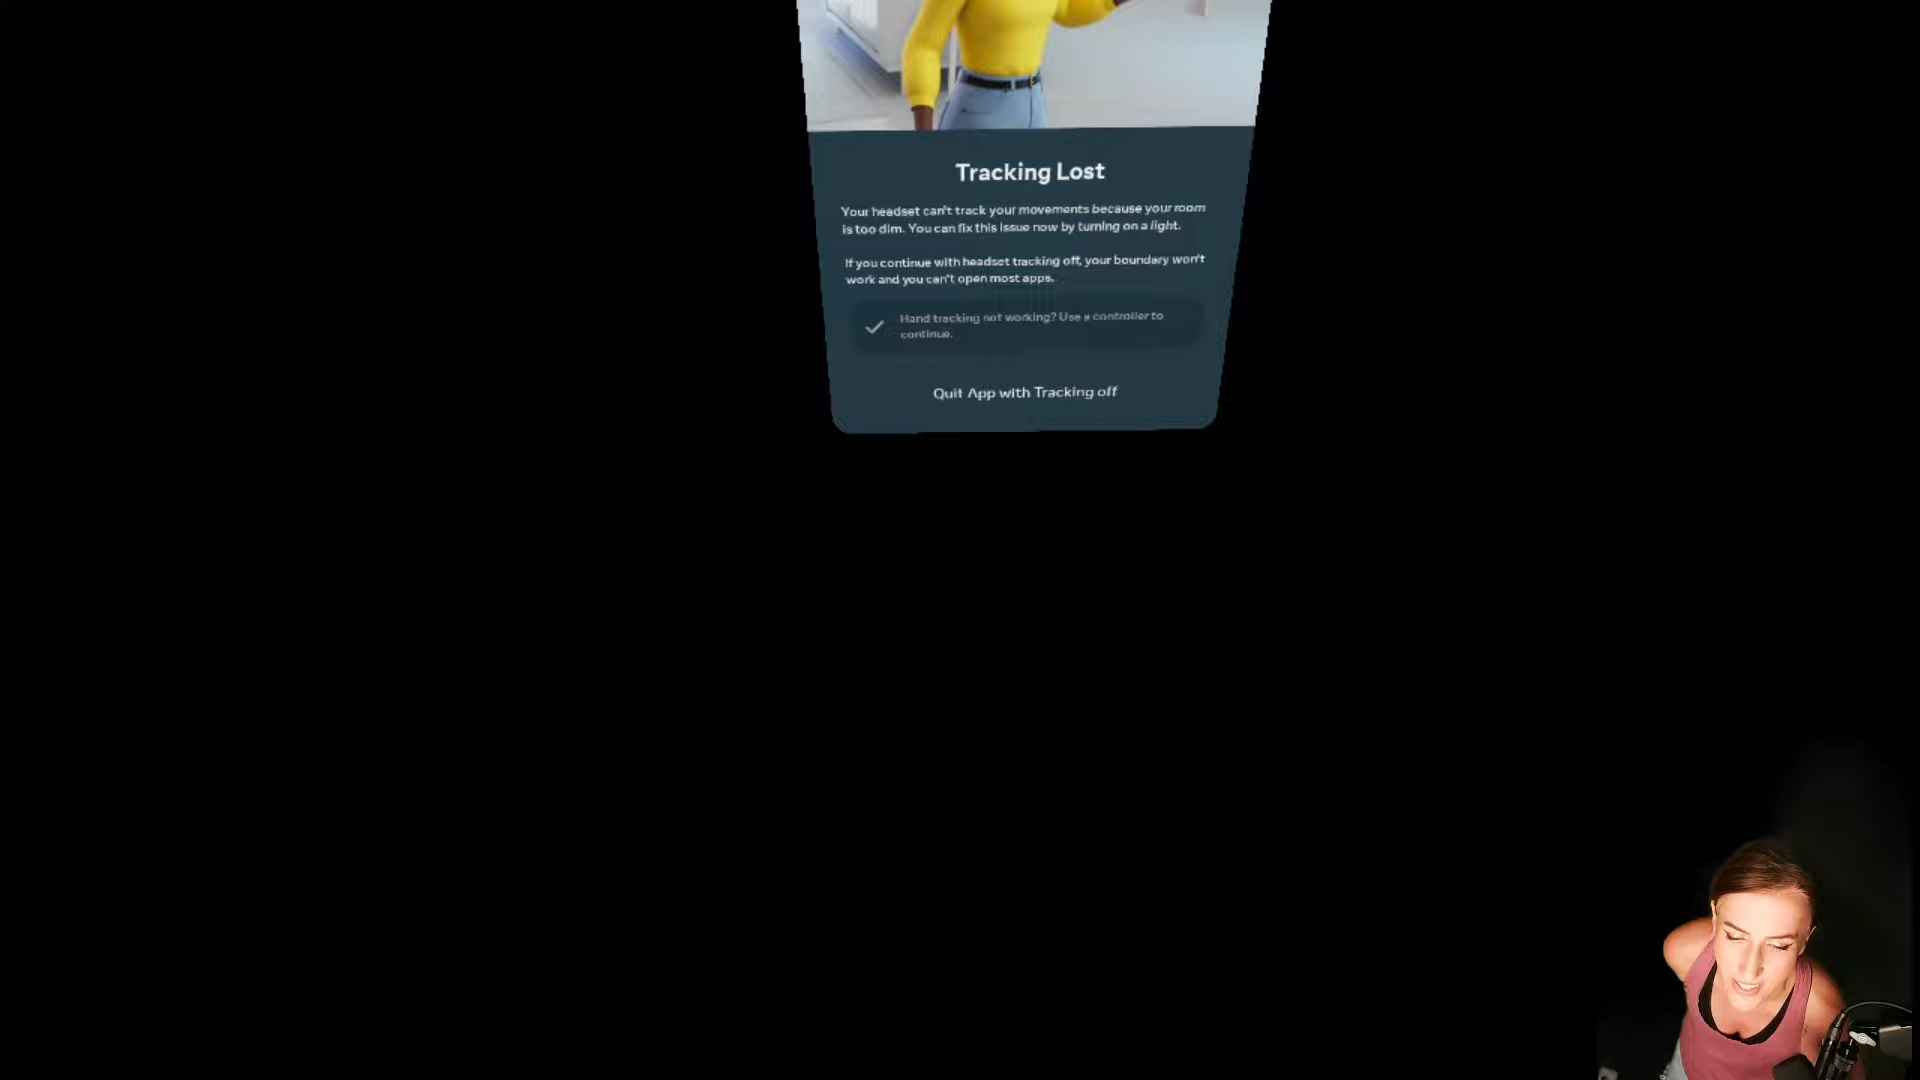 Tracking Lost
Your headset can't track your movements because your room
is too dim. You can fix this issue now by turning on a light.
If you continue with headset tracking off, your boundary won't
work and you can't open most apps.
Hand tracking not working? Use a controller to
continue.
Quit App with Tracking off